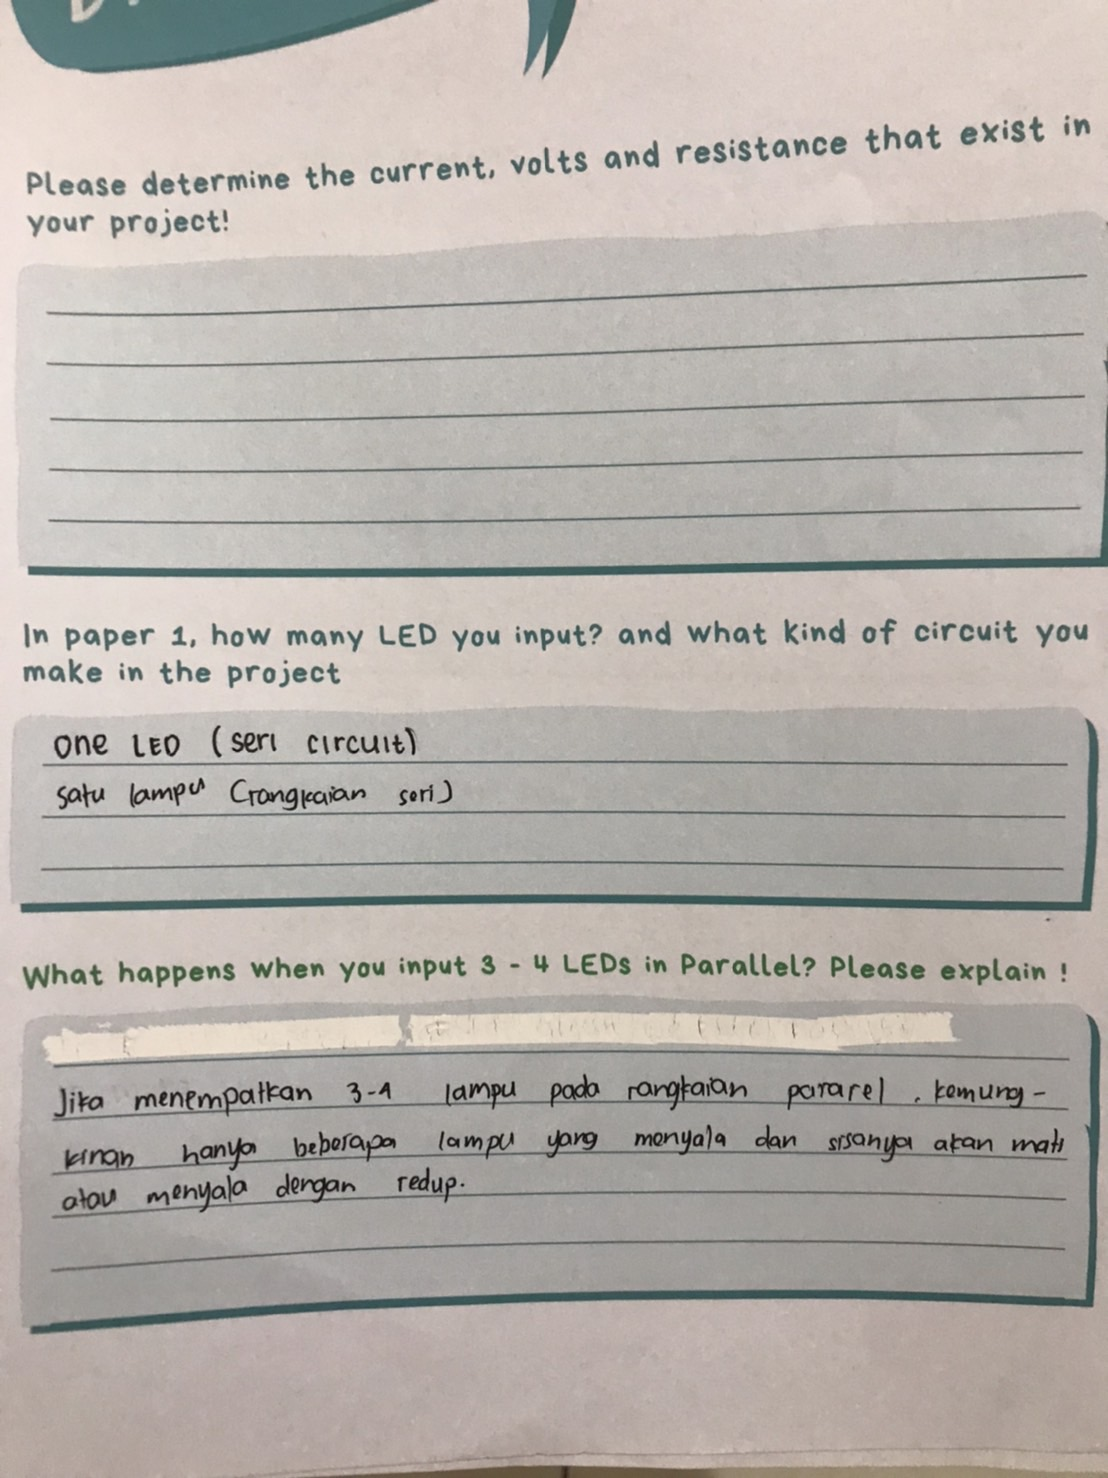 Please determine the current, volts and resistance that exist in
your project!
In paper 1, how many LED you input? and what kind of circuit you
make in the project
one LED (seri circuit)
satu lampu (rangkaian seri)
What happens when you input 3 - 4 LEDs in Parallel? Please explain !
Jika menempatkan 3-4 lampu pada rangkaian pararel, kemung-
kinan hanya beberapa lampu yang menyala dan sisanya akan mati
atau menyala dengan redup.